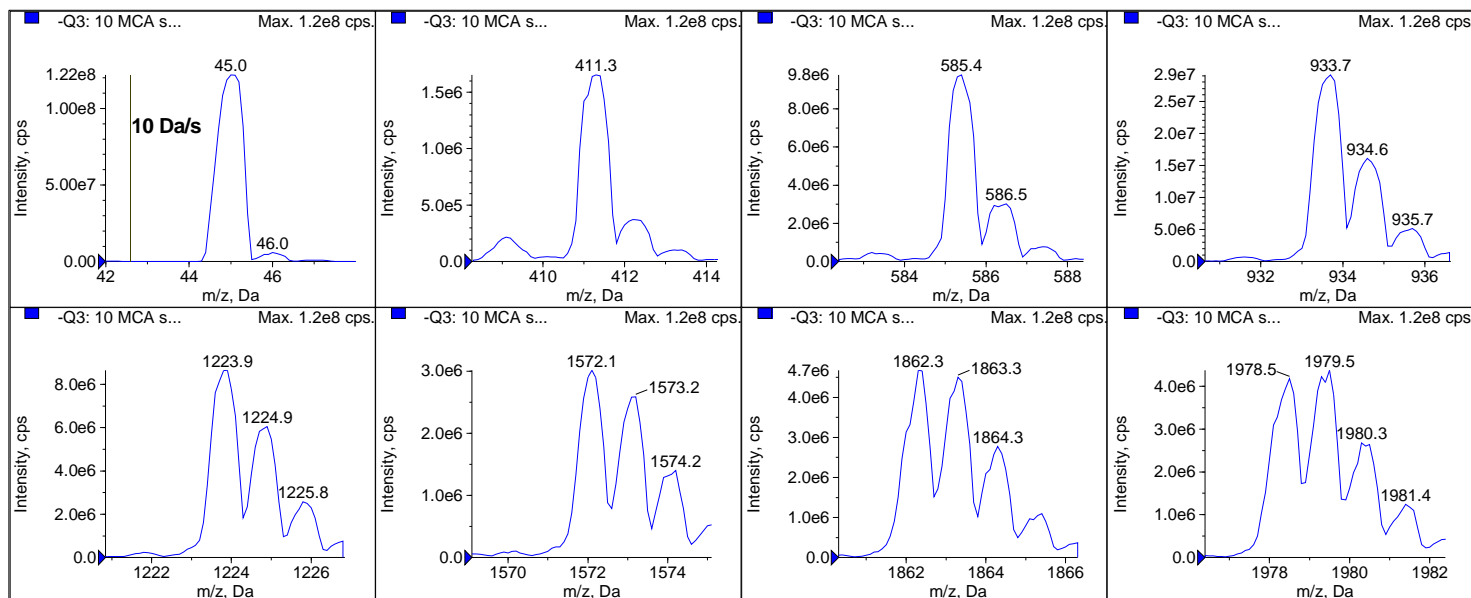 -Q3: 10 MCA s... Max. 1.2e8 cps.
45.0
1.22e8
1.00e8
10 Da/s
5.00e7
46.0
0.00
42 44 46
m/z, Da
Intensity, cps
-Q3: 10 MCA s... Max. 1.2e8 cps.
411.3
1.5e6
1.0e6
5.0e5
0.0
410 412 414
m/z, Da
Intensity, cps
-Q3: 10 MCA s... Max. 1.2e8 cps.
585.4
9.8e6
8.0e6
6.0e6
4.0e6
586.5
2.0e6
0.0
584 586 588
m/z, Da
Intensity, cps
-Q3: 10 MCA s... Max. 1.2e8 cps.
933.7
2.9e7
2.5e7
2.0e7
934.6
1.5e7
1.0e7
935.7
5.0e6
0.0
932 934 936
m/z, Da
Intensity, cps
-Q3: 10 MCA s... Max. 1.2e8 cps.
1223.9
8.0e6
1224.9
6.0e6
4.0e6
1225.8
2.0e6
0.0
1222 1224 1226
m/z, Da
Intensity, cps
-Q3: 10 MCA s... Max. 1.2e8 cps.
1572.1
3.0e6
1573.2
2.0e6
1574.2
1.0e6
0.0
1570 1572 1574
m/z, Da
Intensity, cps
-Q3: 10 MCA s... Max. 1.2e8 cps.
1862.3
1863.3
4.7e6
4.0e6
1864.3
3.0e6
2.0e6
1.0e6
0.0
1862 1864 1866
m/z, Da
Intensity, cps
-Q3: 10 MCA s... Max. 1.2e8 cps.
1978.5
1979.5
4.0e6
1980.3
3.0e6
2.0e6
1981.4
1.0e6
0.0
1978 1980 1982
m/z, Da
Intensity, cps